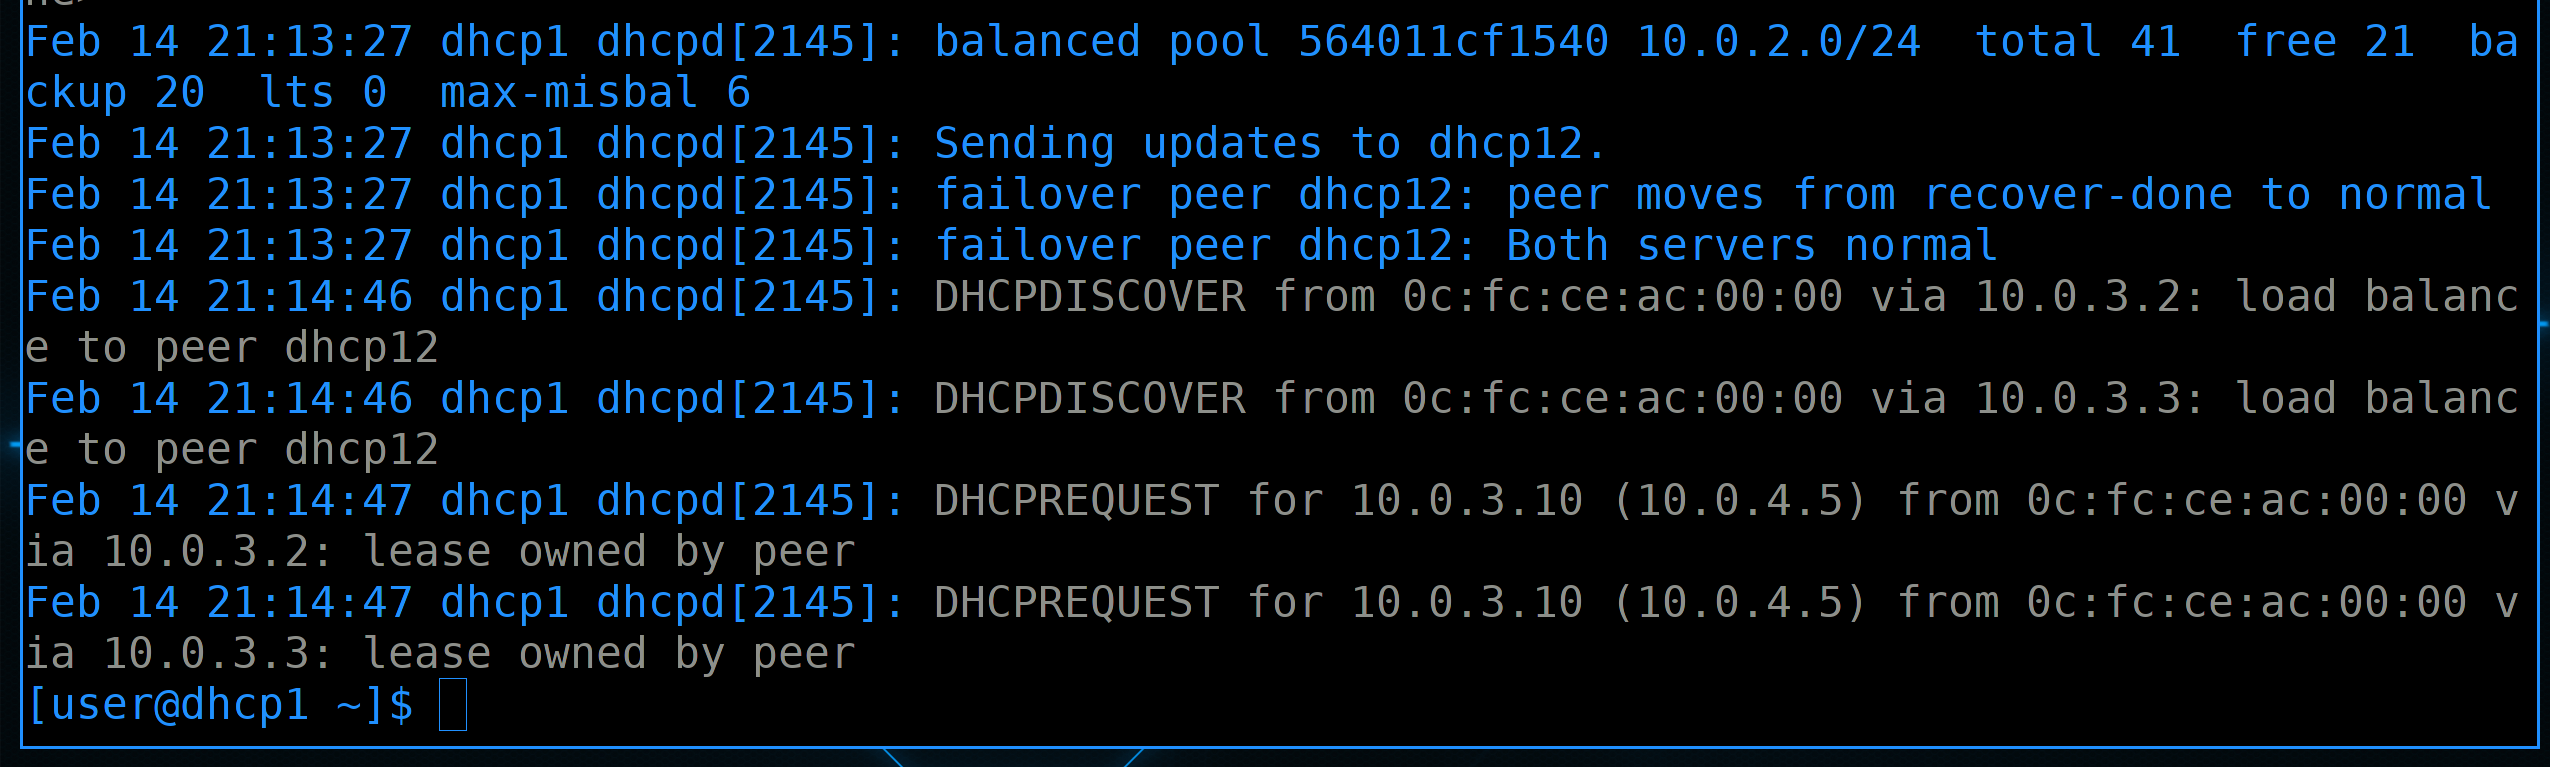 Feb 14 21:13:27 dhcp1 dhcpd[2145]: balanced pool 564011cf1540 10.0.2.0/24  total 41  free 21  ba
ckup 20  lts 0  max-misbal 6
Feb 14 21:13:27 dhcp1 dhcpd[2145]: Sending updates to dhcp12.
Feb 14 21:13:27 dhcp1 dhcpd[2145]: failover peer dhcp12: peer moves from recover-done to normal
Feb 14 21:13:27 dhcp1 dhcpd[2145]: failover peer dhcp12: Both servers normal
Feb 14 21:14:46 dhcp1 dhcpd[2145]: DHCPDISCOVER from 0c:fc:ce:ac:00:00 via 10.0.3.2: load balanc
e to peer dhcp12
Feb 14 21:14:46 dhcp1 dhcpd[2145]: DHCPDISCOVER from 0c:fc:ce:ac:00:00 via 10.0.3.3: load balanc
e to peer dhcp12
Feb 14 21:14:47 dhcp1 dhcpd[2145]: DHCPREQUEST for 10.0.3.10 (10.0.4.5) from 0c:fc:ce:ac:00:00 v
ia 10.0.3.2: lease owned by peer
Feb 14 21:14:47 dhcp1 dhcpd[2145]: DHCPREQUEST for 10.0.3.10 (10.0.4.5) from 0c:fc:ce:ac:00:00 v
ia 10.0.3.3: lease owned by peer
[user@dhcp1 ~]$